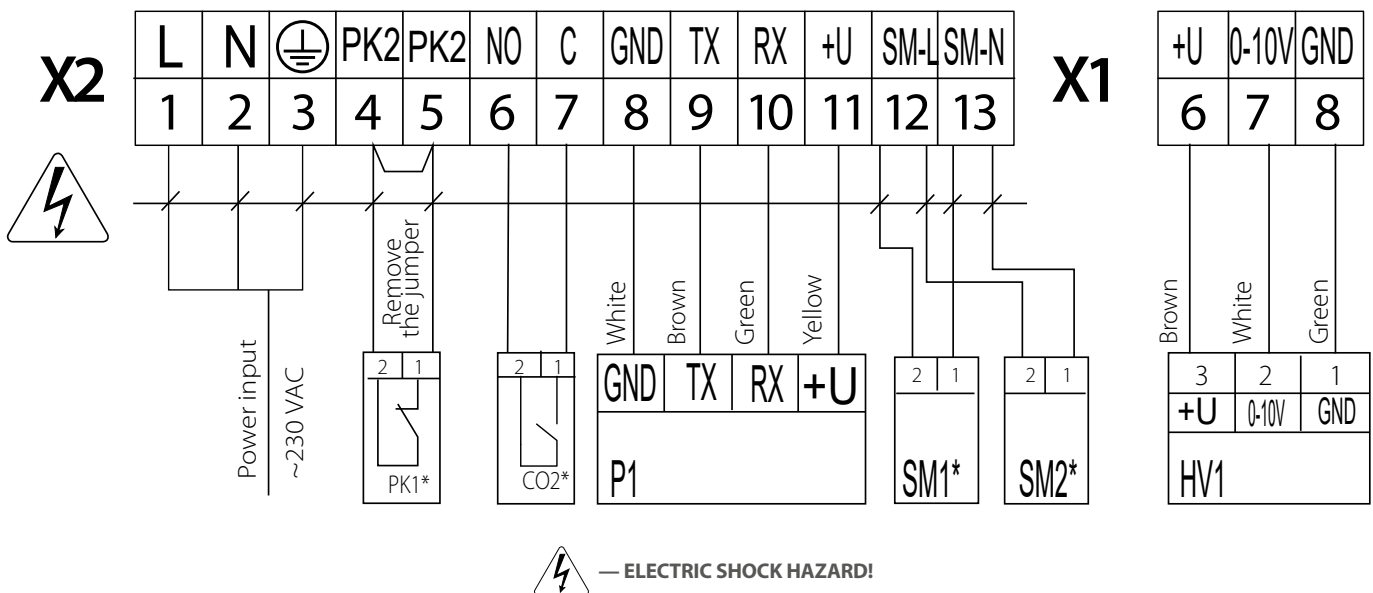 X2
L N PK2 PK2 NO C GND TX RX +U SM-L SM-N
1 2 3 4 5 6 7 8 9 10 11 12 13
X1
+U 0-10V GND
6 7 8
Power input
~230 VAC
Remove
the jumper
White
Brown
Green
Yellow
Brown
White
Green
2 1
PK1*
2 1
CO2*
GND TX RX +U
P1
2 1
SM1*
2 1
SM2*
3 2 1
+U 0-10V GND
HV1
— ELECTRIC SHOCK HAZARD!